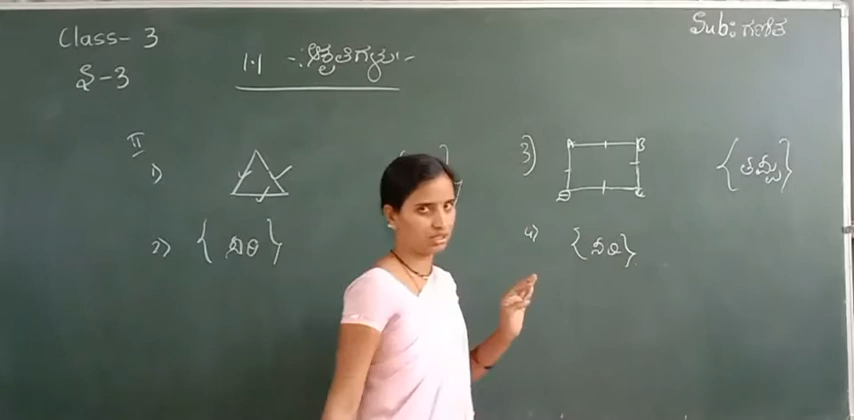 Class- 3
ತ-3
Sub: ಗಣಿತ
1.1 -: ಆಕೃತಿಗಳು -
II
1)
2) { ಸರಿ }
3) A B D C { ತಪ್ಪು }
4) { ಸರಿ }